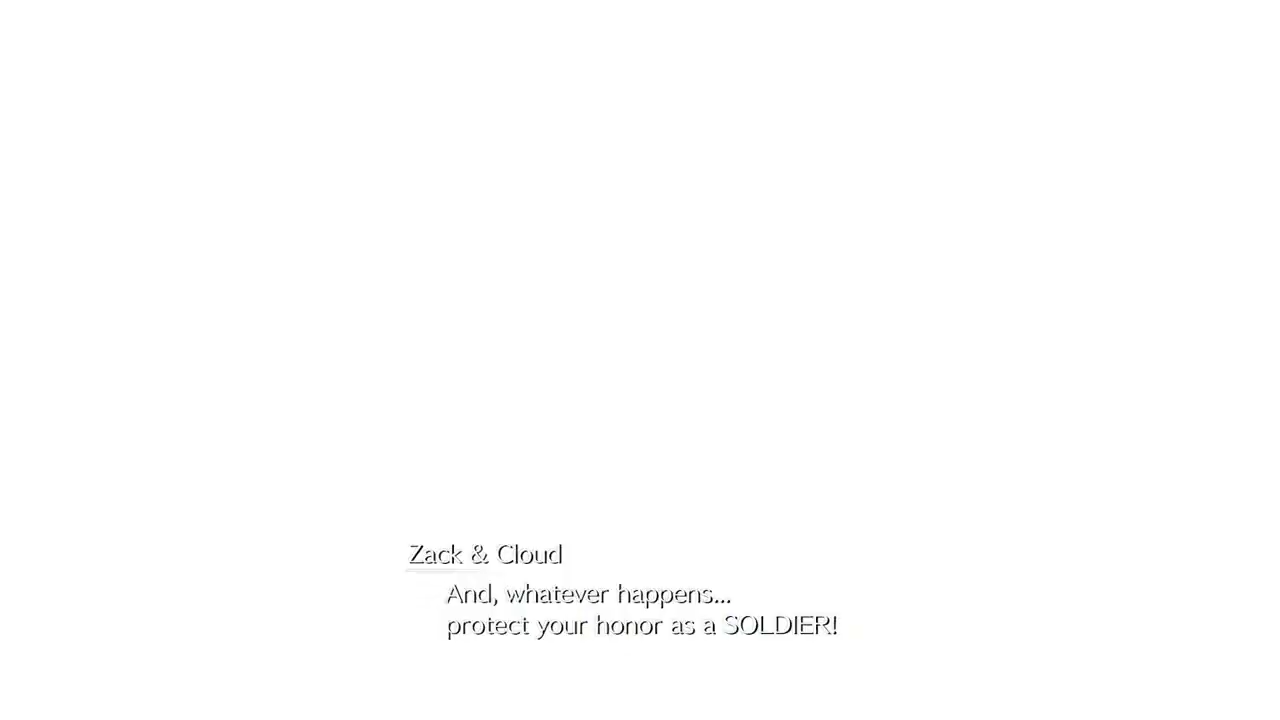 Zack & Cloud
And, whatever happens...
protect your honor as a SOLDIER!